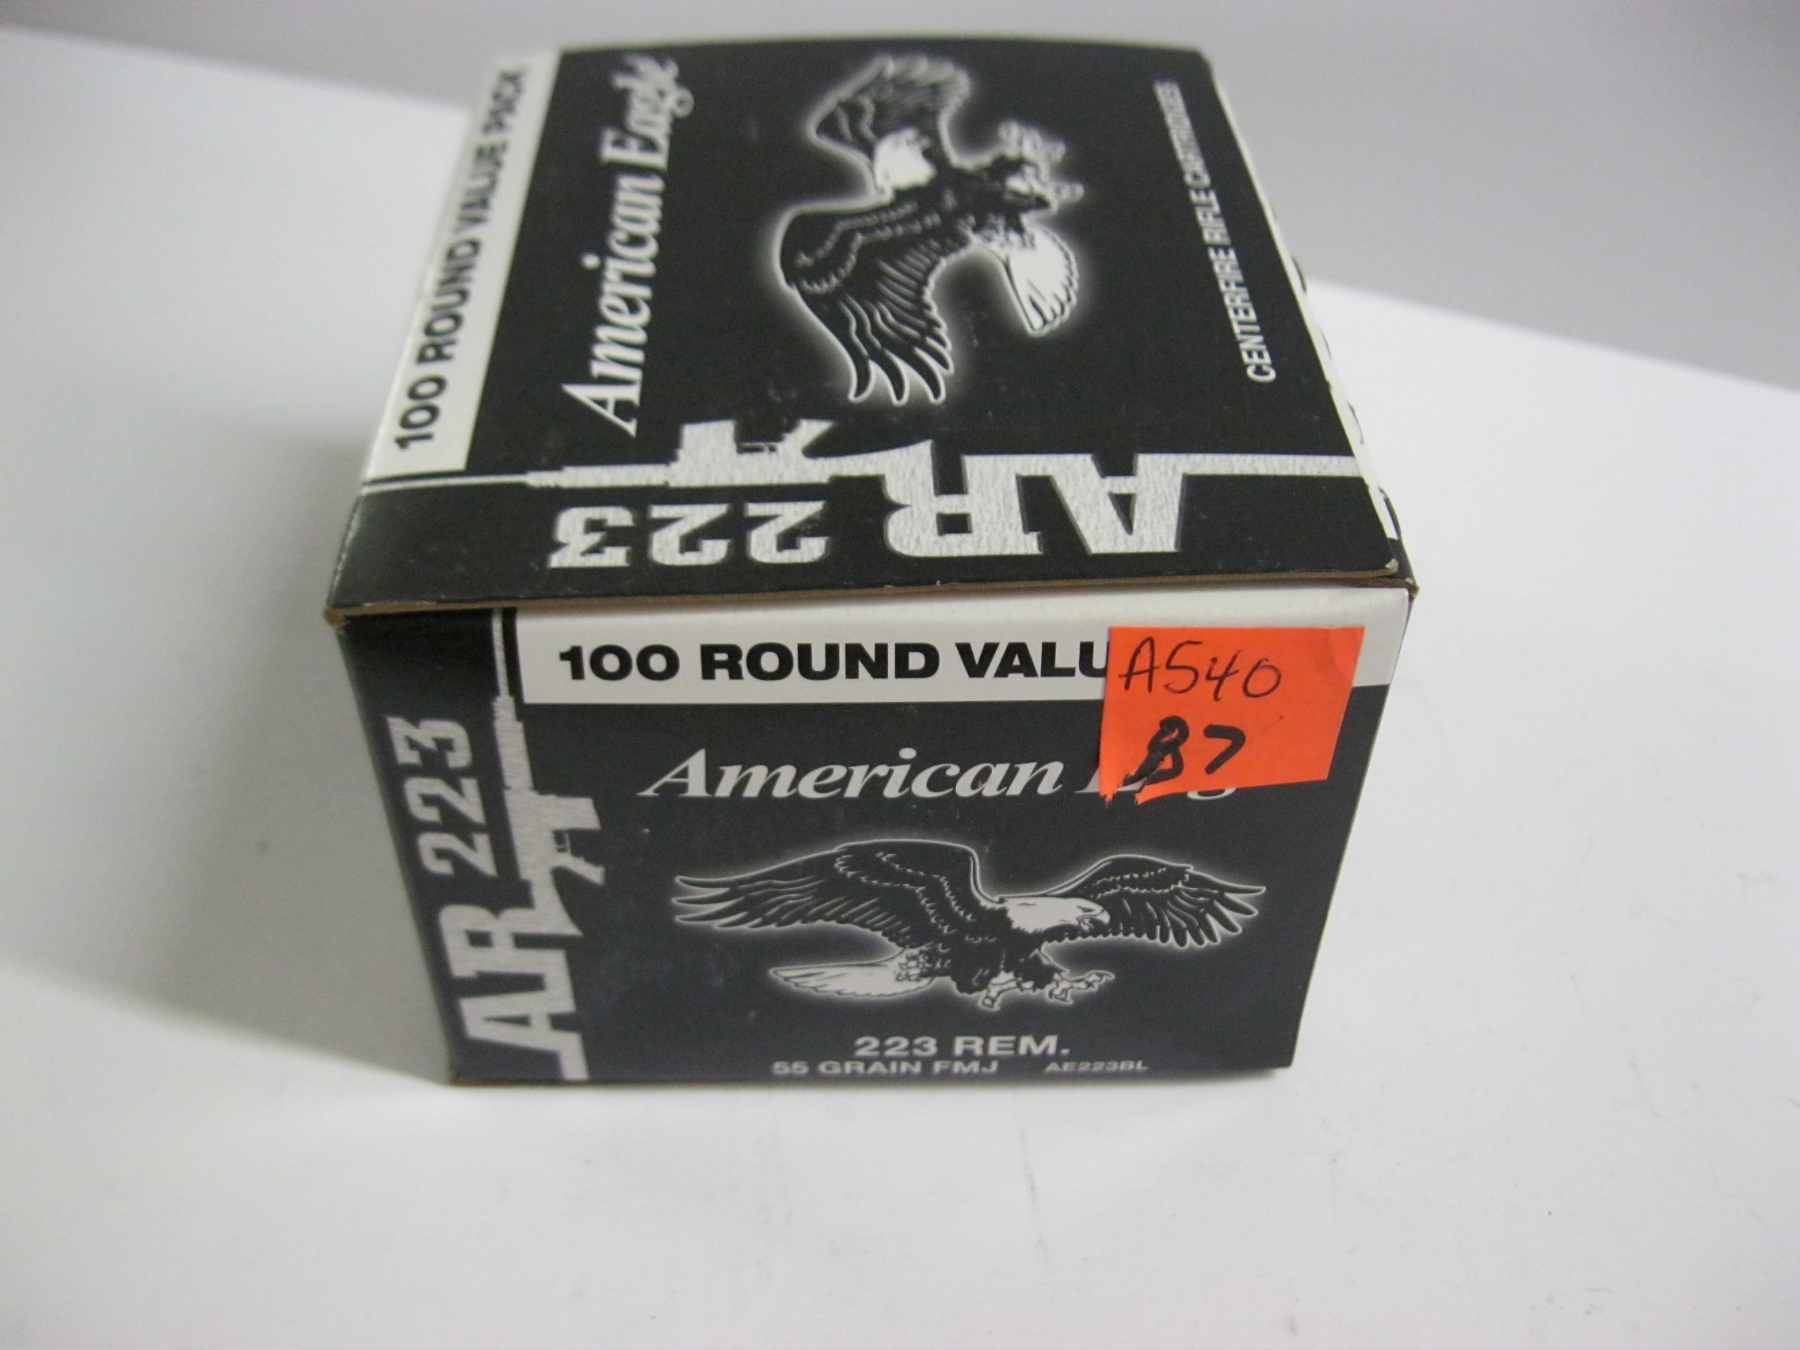 100 ROUND VALUE PACK
American Eagle
CENTERFIRE RIFLE CARTRIDGES
AR 223
AR 223
100 ROUND VALU
A540
B7
American
223 REM.
55 GRAIN FMJ AE223BL